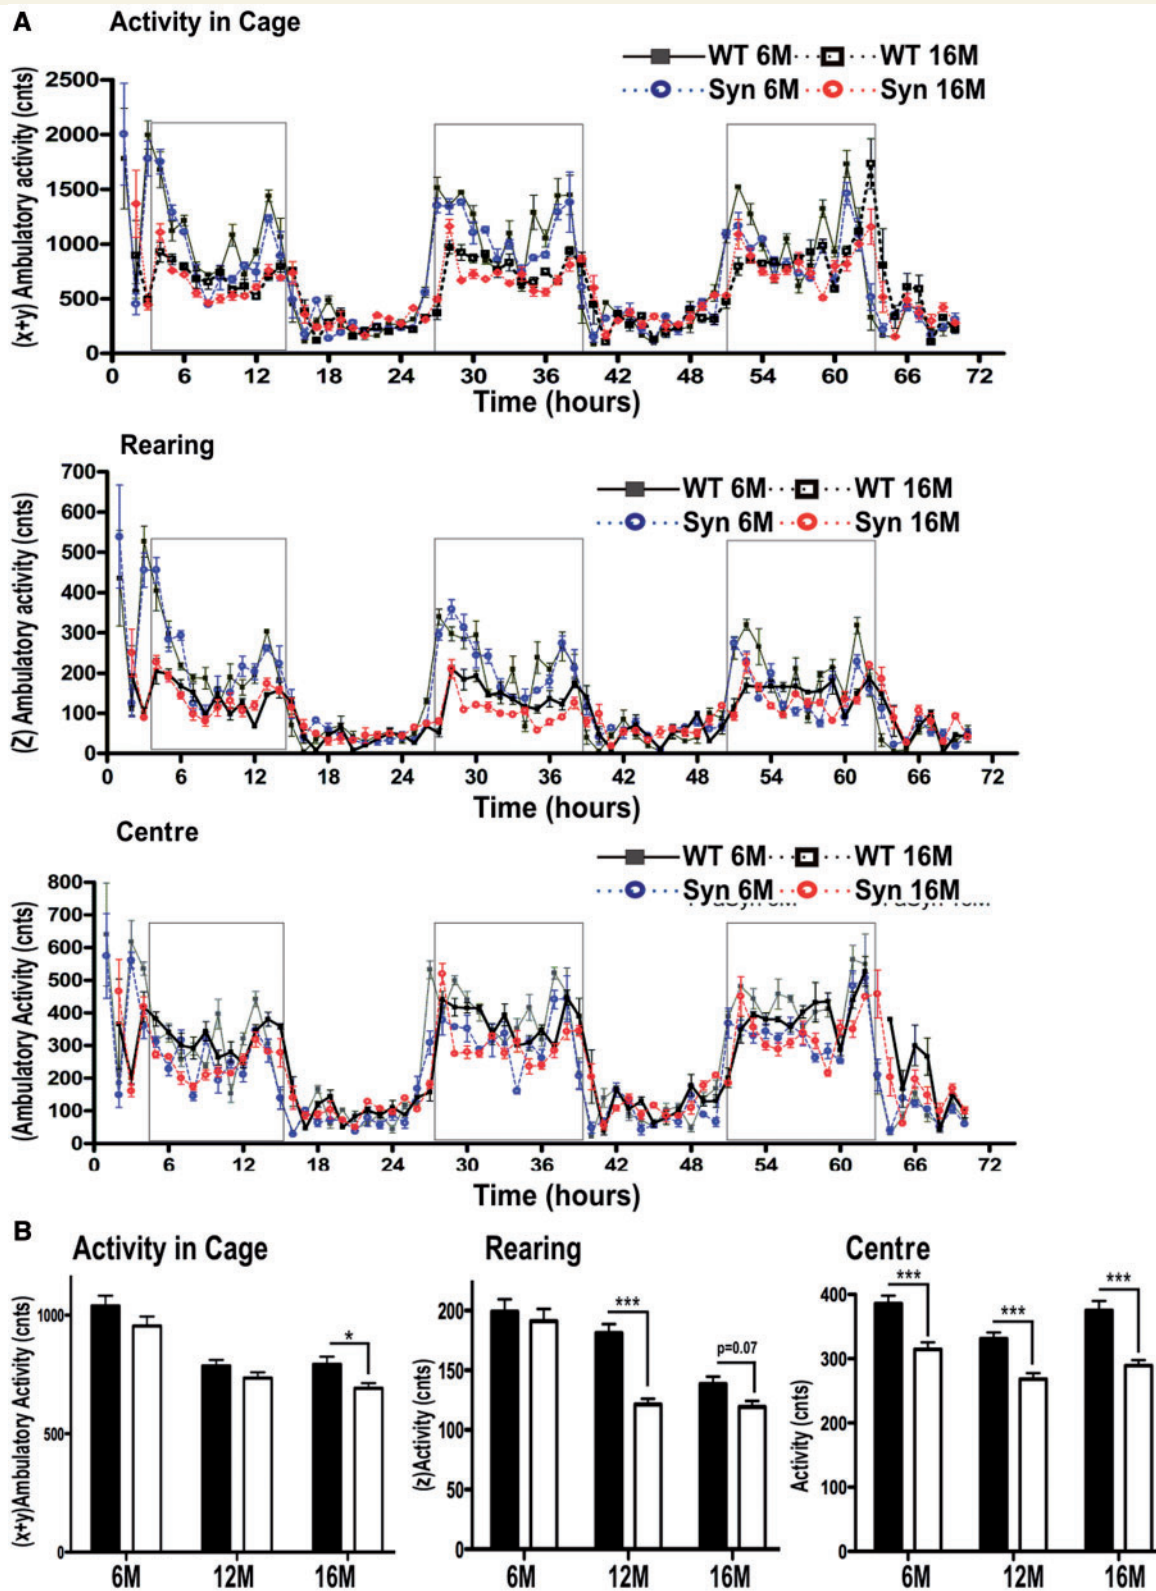 A
Activity in Cage
WT 6M WT 16M
Syn 6M Syn 16M
(x+y) Ambulatory activity (cnts)
2500
2000
1500
1000
500
0
0 6 12 18 24 30 36 42 48 54 60 66 72
Time (hours)
Rearing
WT 6M WT 16M
Syn 6M Syn 16M
(Z) Ambulatory activity (cnts)
700
600
500
400
300
200
100
0
0 6 12 18 24 30 36 42 48 54 60 66 72
Time (hours)
Centre
WT 6M WT 16M
Syn 6M Syn 16M
(Ambulatory Activity (cnts)
800
700
600
500
400
300
200
100
0
0 6 12 18 24 30 36 42 48 54 60 66 72
Time (hours)
B
Activity in Cage
(x+y)Ambulatory Activity (cnts)
1000
500
0
*
6M 12M 16M
Rearing
(z)Activity (cnts)
200
150
100
50
0
***
p=0.07
6M 12M 16M
Centre
Activity (cnts)
400
300
200
100
0
*** *** ***
6M 12M 16M